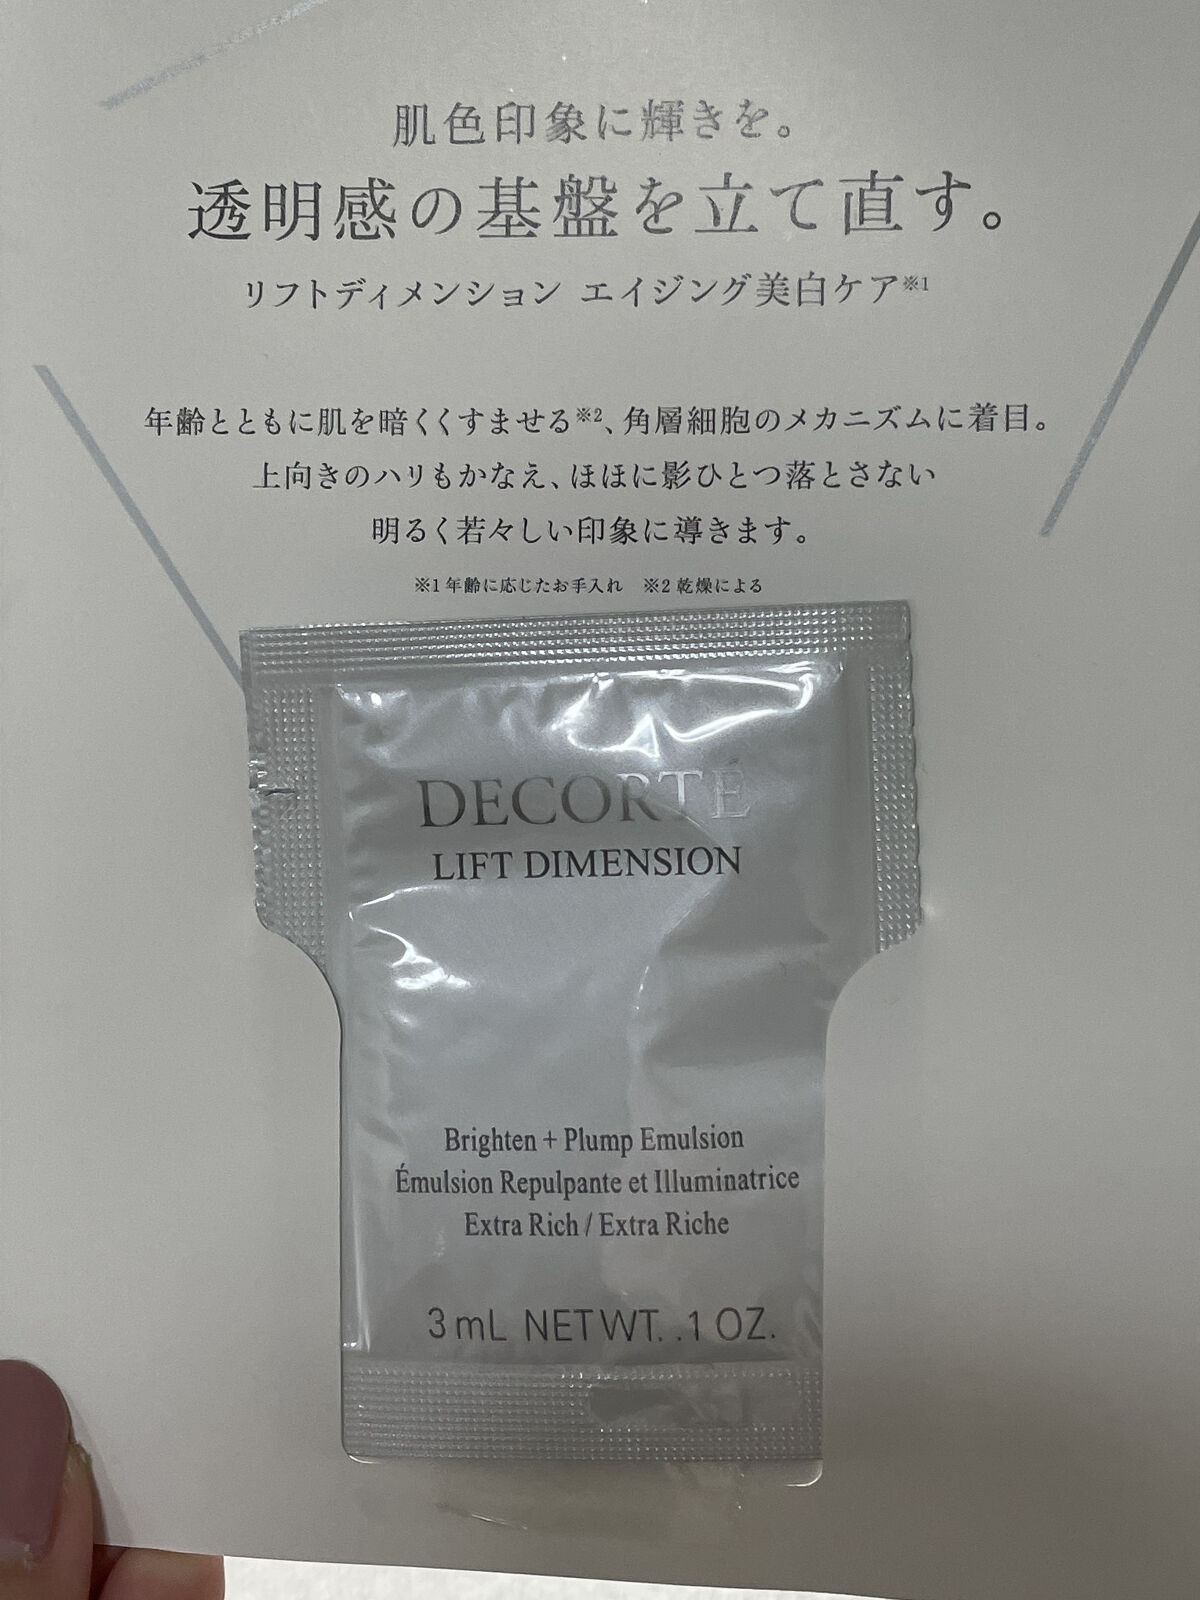 肌色印象に輝きを。
透明感の基盤を立て直す。
リフトディメンション エイジング美白ケア※1
年齢とともに肌を暗くくすませる※2、角層細胞のメカニズムに着目。
上向きのハリもかなえ、ほほに影ひとつ落とさない
明るく若々しい印象に導きます。
※1 年齢に応じたお手入れ ※2 乾燥による
DECORTÉ
LIFT DIMENSION
Brighten + Plump Emulsion
Émulsion Repulpante et Illuminatrice
Extra Rich / Extra Riche
3 mL NET WT. .1 OZ.